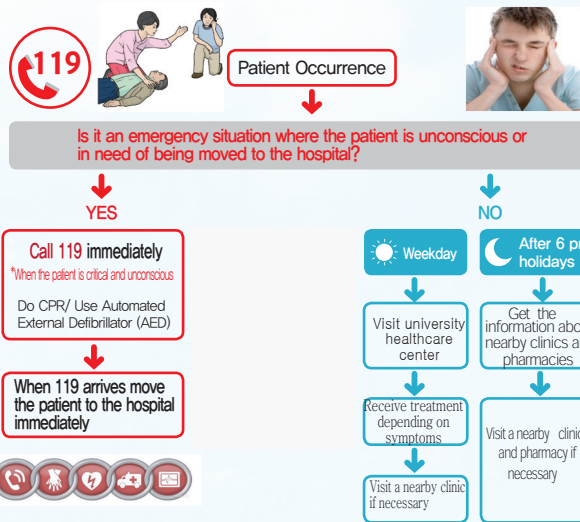 119
Patient Occurrence
Is it an emergency situation where the patient is unconscious or
in need of being moved to the hospital?
YES
NO
Call 119 immediately
*When the patient is critical and unconscious
Do CPR/ Use Automated
External Defibrillator (AED)
When 119 arrives move
the patient to the hospital
immediately
Weekday
Visit university
healthcare
center
Receive treatment
depending on
symptoms
Visit a nearby clinic
if necessary
After 6
holidays
Get the
information
nearby clinics
pharmacies
Visit a nearby
and pharmacy if
necessary